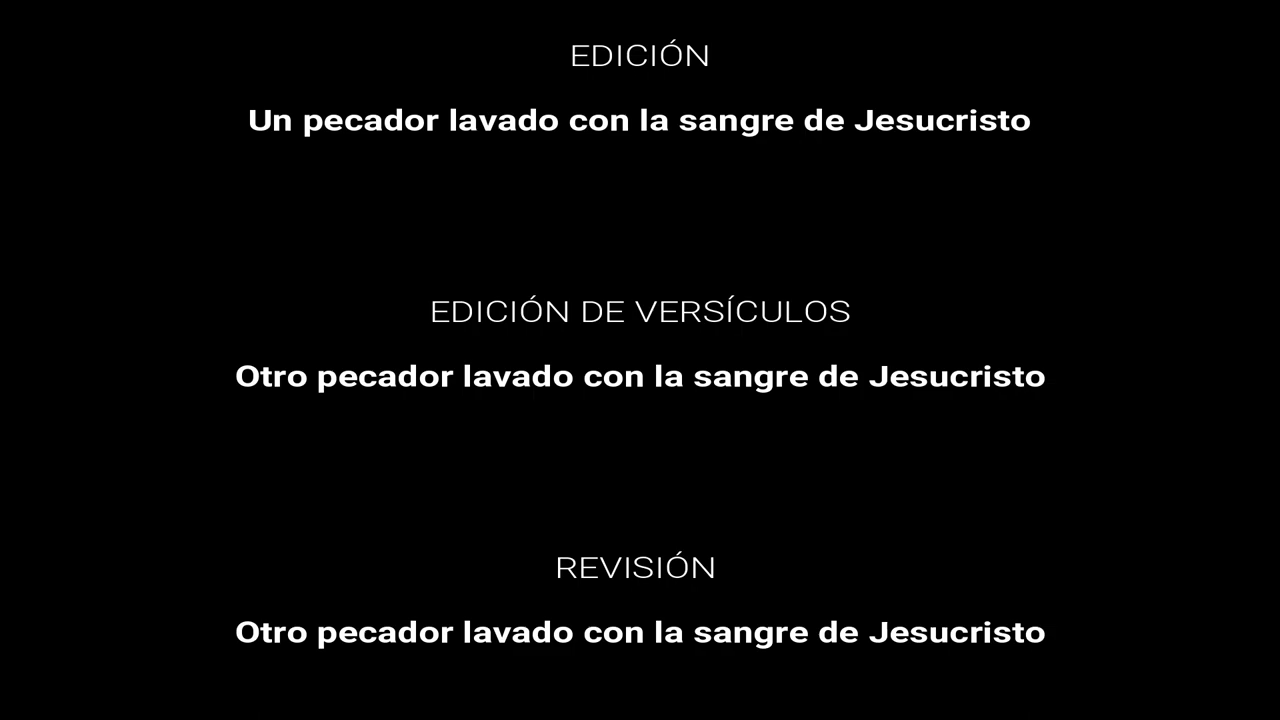 EDICIÓN
Un pecador lavado con la sangre de Jesucristo
EDICIÓN DE VERSÍCULOS
Otro pecador lavado con la sangre de Jesucristo
REVISIÓN
Otro pecador lavado con la sangre de Jesucristo